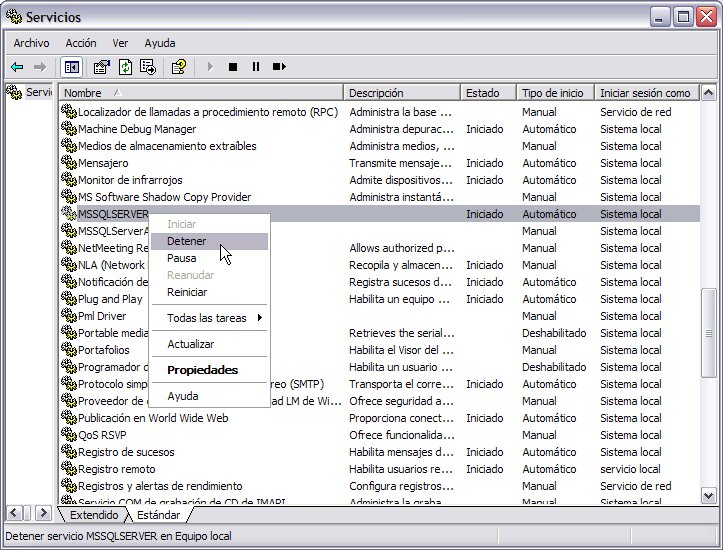 Servicios
Archivo Acción Ver Ayuda
Servi Nombre Descripción Estado Tipo de inicio Iniciar sesión como
Localizador de llamadas a procedimiento remoto (RPC) Administra la base ... Manual Servicio de red
Machine Debug Manager Administra depurac... Iniciado Automático Sistema local
Medios de almacenamiento extraíbles Administra medios, ... Manual Sistema local
Mensajero Transmite mensaje... Iniciado Automático Sistema local
Monitor de infrarrojos Admite dispositivos... Iniciado Automático Sistema local
MS Software Shadow Copy Provider Administra instantá... Manual Sistema local
MSSQLSERVER Iniciado Automático Sistema local
MSSQLServerA Manual Sistema local
NetMeeting Re Allows authorized p... Manual Sistema local
NLA (Network Recopila y almacen... Iniciado Manual Sistema local
Notificación de Registra sucesos d... Iniciado Automático Sistema local
Plug and Play Habilita un equipo ... Iniciado Automático Sistema local
Pml Driver Manual Sistema local
Portable media Retrieves the serial... Deshabilitado Sistema local
Portafolios Habilita el Visor del ... Manual Sistema local
Programador d Habilita un usuario ... Deshabilitado Sistema local
Protocolo simp reo (SMTP) Transporta el corre... Iniciado Automático Sistema local
Proveedor de ad LM de Wi... Ofrece seguridad a... Manual Sistema local
Publicación en World Wide Web Proporciona conect... Iniciado Automático Sistema local
QoS RSVP Ofrece funcionalida... Manual Sistema local
Registro de sucesos Habilita mensajes d... Iniciado Automático Sistema local
Registro remoto Habilita usuarios re... Iniciado Automático servicio local
Registros y alertas de rendimiento Configura registros... Manual Servicio de red
Servicio COM de grabación de CD de IMAPI Administra la graba... Manual Sistema local
Iniciar
Detener
Pausa
Reanudar
Reiniciar
Todas las tareas
Actualizar
Propiedades
Ayuda
Extendido Estándar
Detener servicio MSSQLSERVER en Equipo local